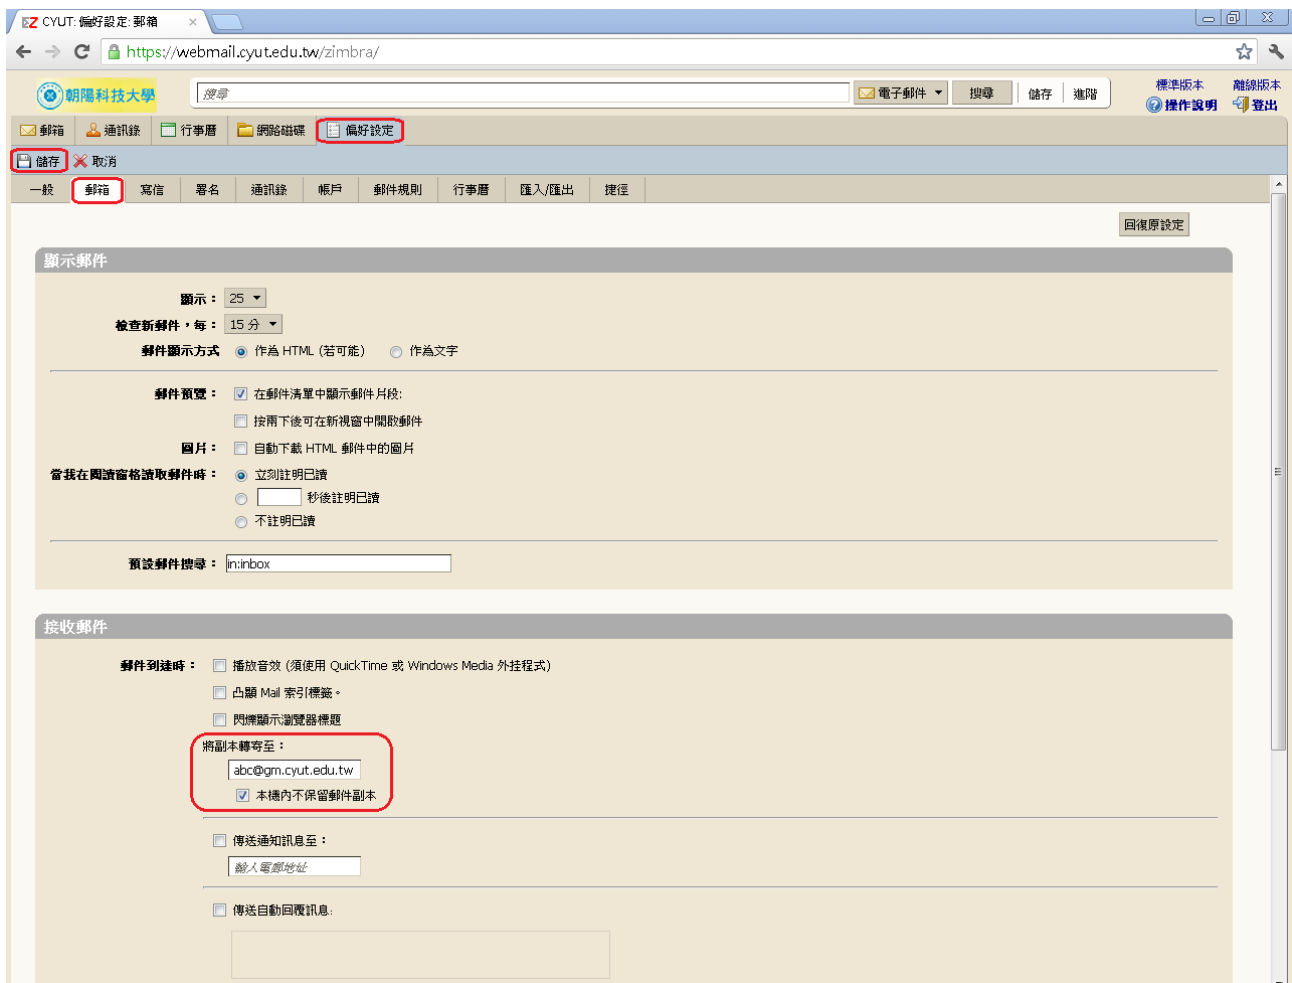 CYUT: 偏好設定: 郵箱
https://webmail.cyut.edu.tw/zimbra/
朝陽科技大學 搜尋 電子郵件 搜尋 儲存 進階 標準版本 離線版本
操作說明 登出
郵箱 通訊錄 行事曆 網路磁碟 偏好設定
儲存 取消
一般 郵箱 寫信 署名 通訊錄 帳戶 郵件規則 行事曆 匯入/匯出 捷徑
回復原設定
顯示郵件
顯示: 25
檢查新郵件，每: 15 分
郵件顯示方式 作為 HTML (若可能) 作為文字
郵件預覽: 在郵件清單中顯示郵件片段:
按兩下後可在新視窗中開啟郵件
圖片: 自動下載 HTML 郵件中的圖片
當我在閱讀窗格讀取郵件時: 立刻註明已讀
秒後註明已讀
不註明已讀
預設郵件搜尋: in:inbox
接收郵件
郵件到達時: 播放音效 (須使用 QuickTime 或 Windows Media 外挂程式)
凸顯 Mail 索引標籤。
閃爍顯示瀏覽器標題
將副本轉寄至:
abc@gm.cyut.edu.tw
本機內不保留郵件副本
傳送通知訊息至:
輸入電郵地址
傳送自動回覆訊息: